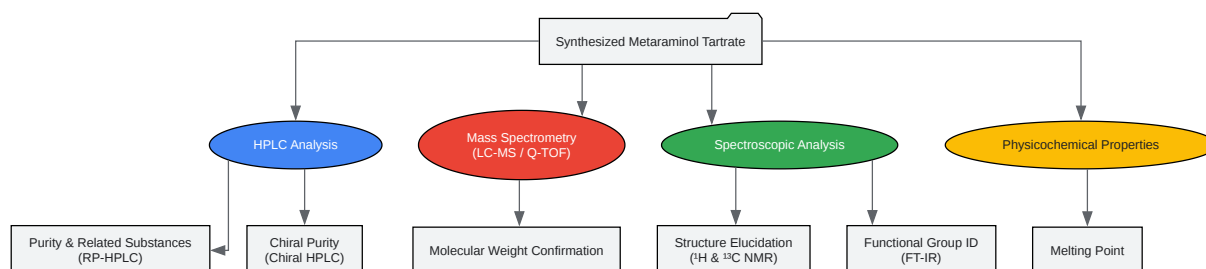 Synthesized Metaraminol Tartrate
HPLC Analysis
Mass Spectrometry
(LC-MS / Q-TOF)
Spectroscopic Analysis
Physicochemical Properties
Purity & Related Substances
(RP-HPLC)
Chiral Purity
(Chiral HPLC)
Molecular Weight Confirmation
Structure Elucidation
(¹H & ¹³C NMR)
Functional Group ID
(FT-IR)
Melting Point